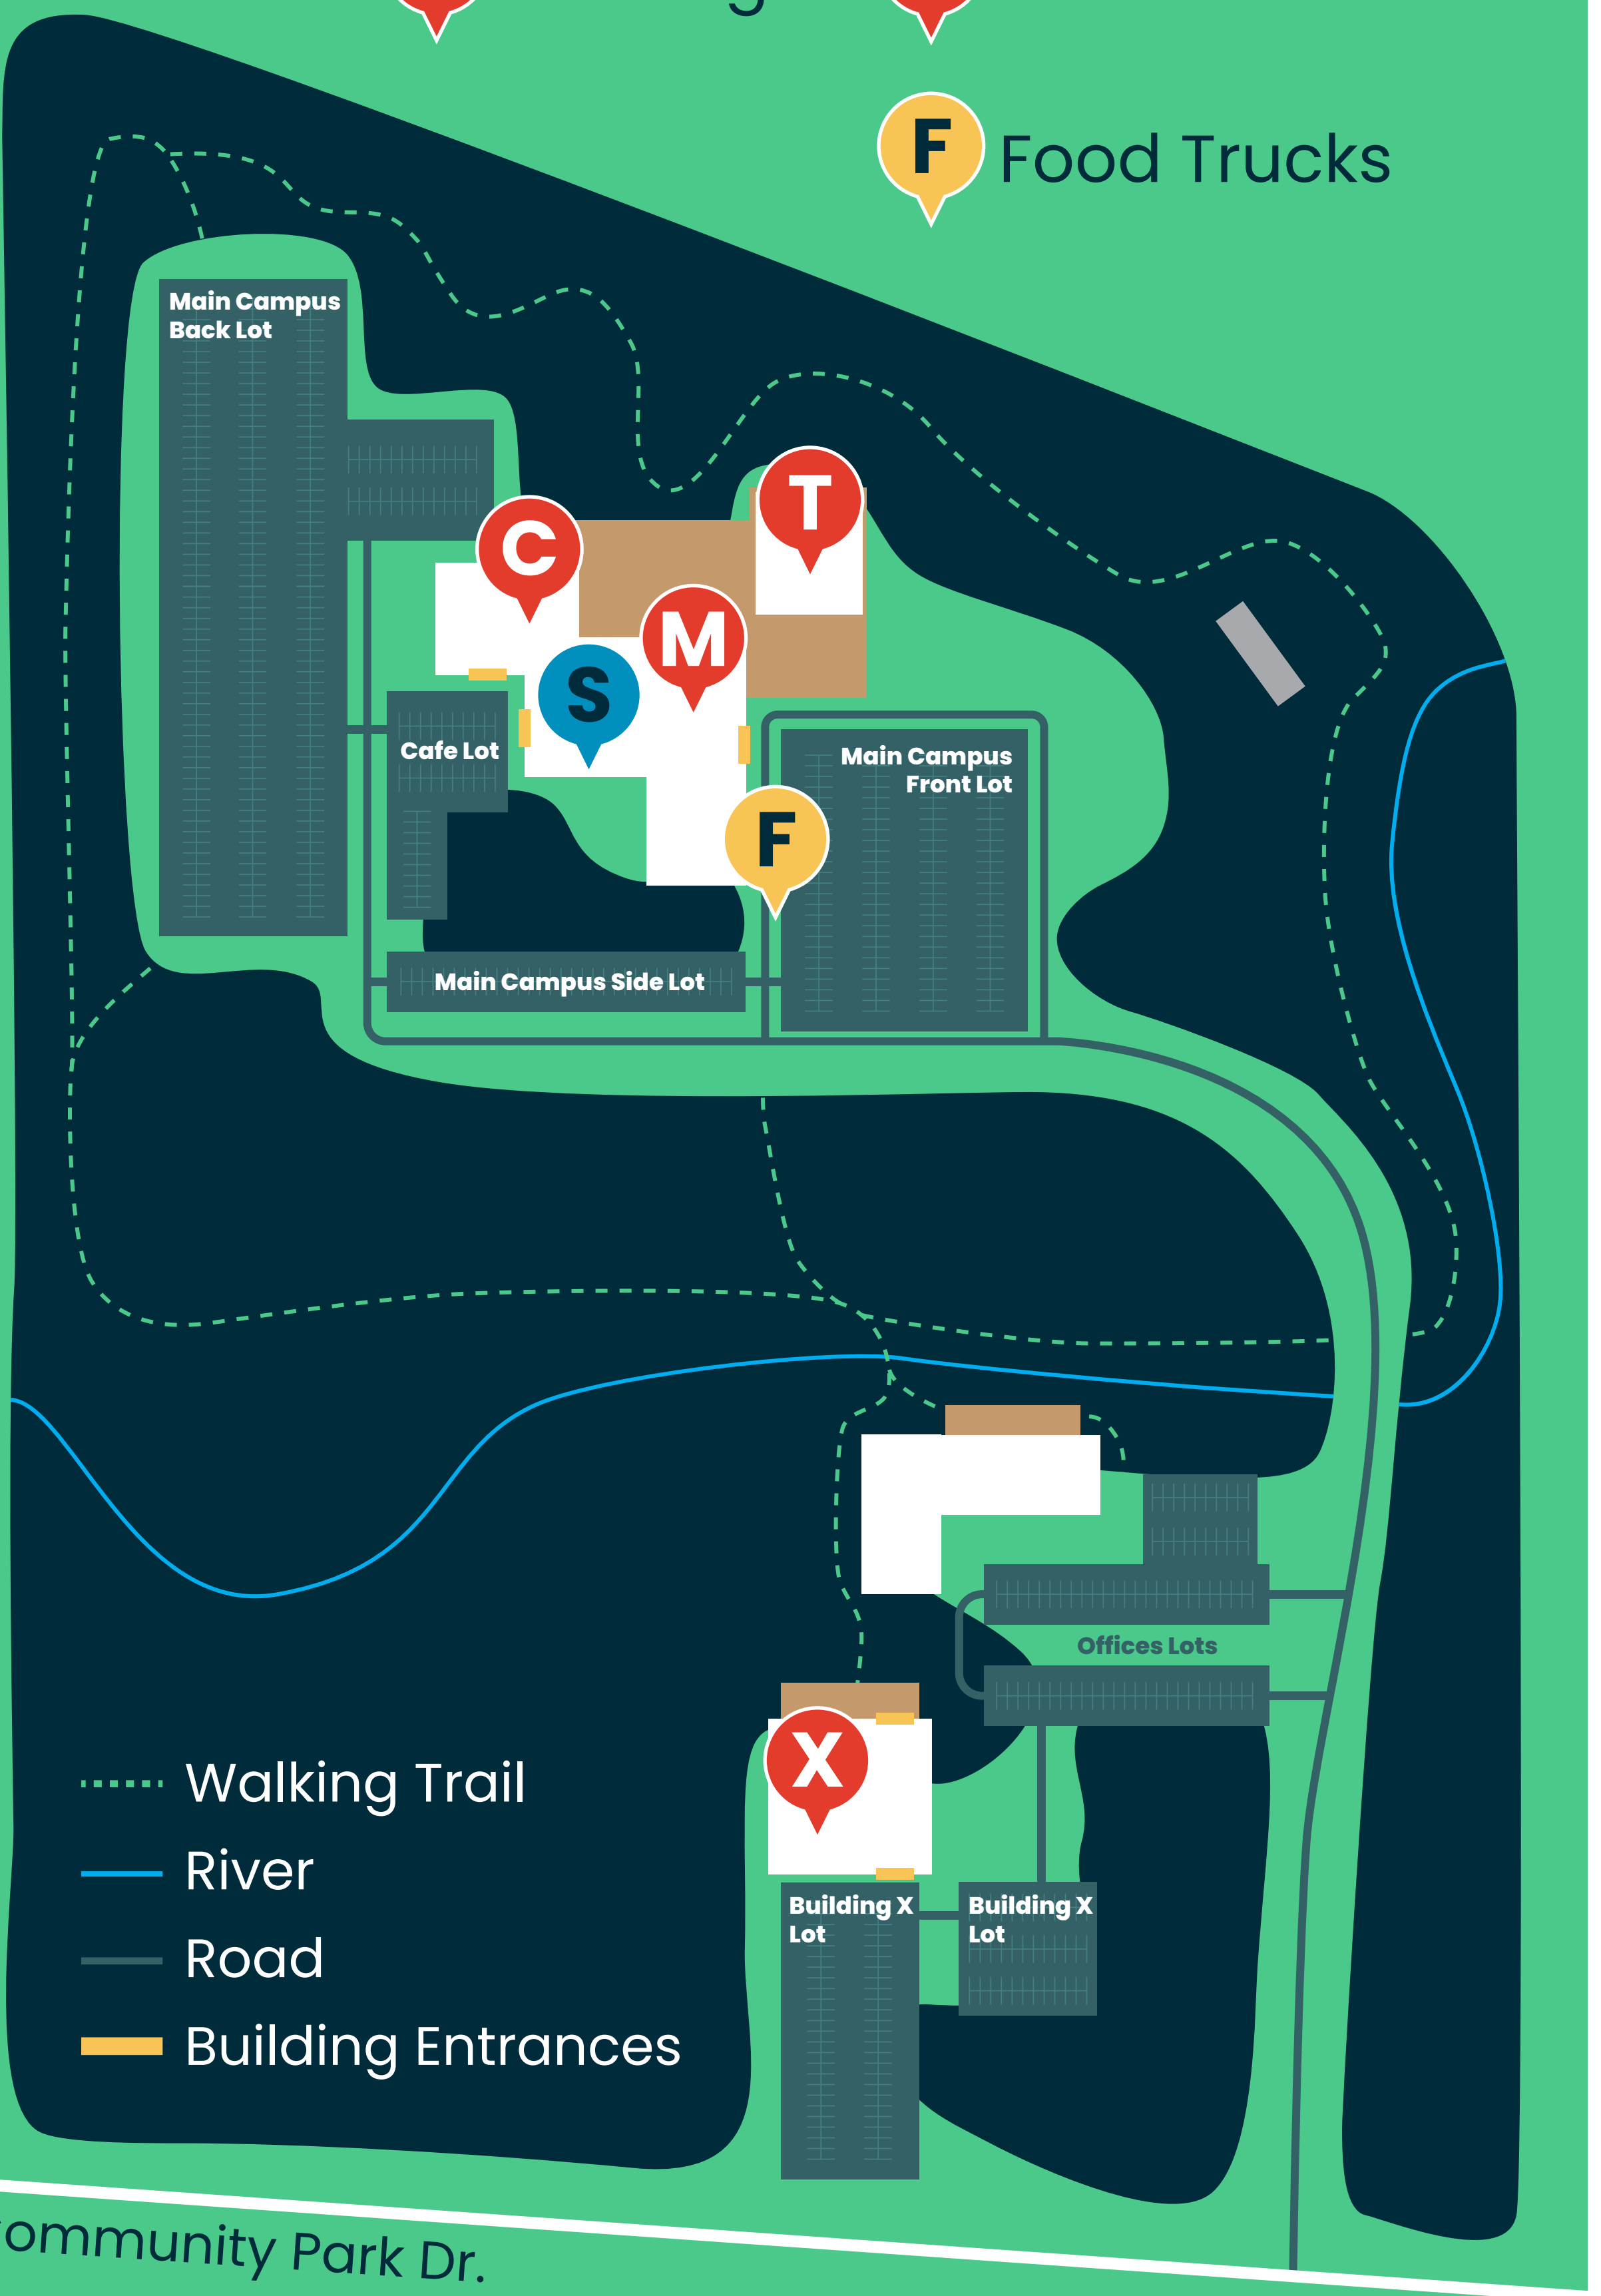 F Food Trucks
Main Campus
Back Lot
T
C
M
S
Cafe Lot
Main Campus
Front Lot
F
Main Campus Side Lot
Offices Lots
X
Walking Trail
River
Road
Building Entrances
Building X
Lot
Building X
Lot
ommunity Park Dr.